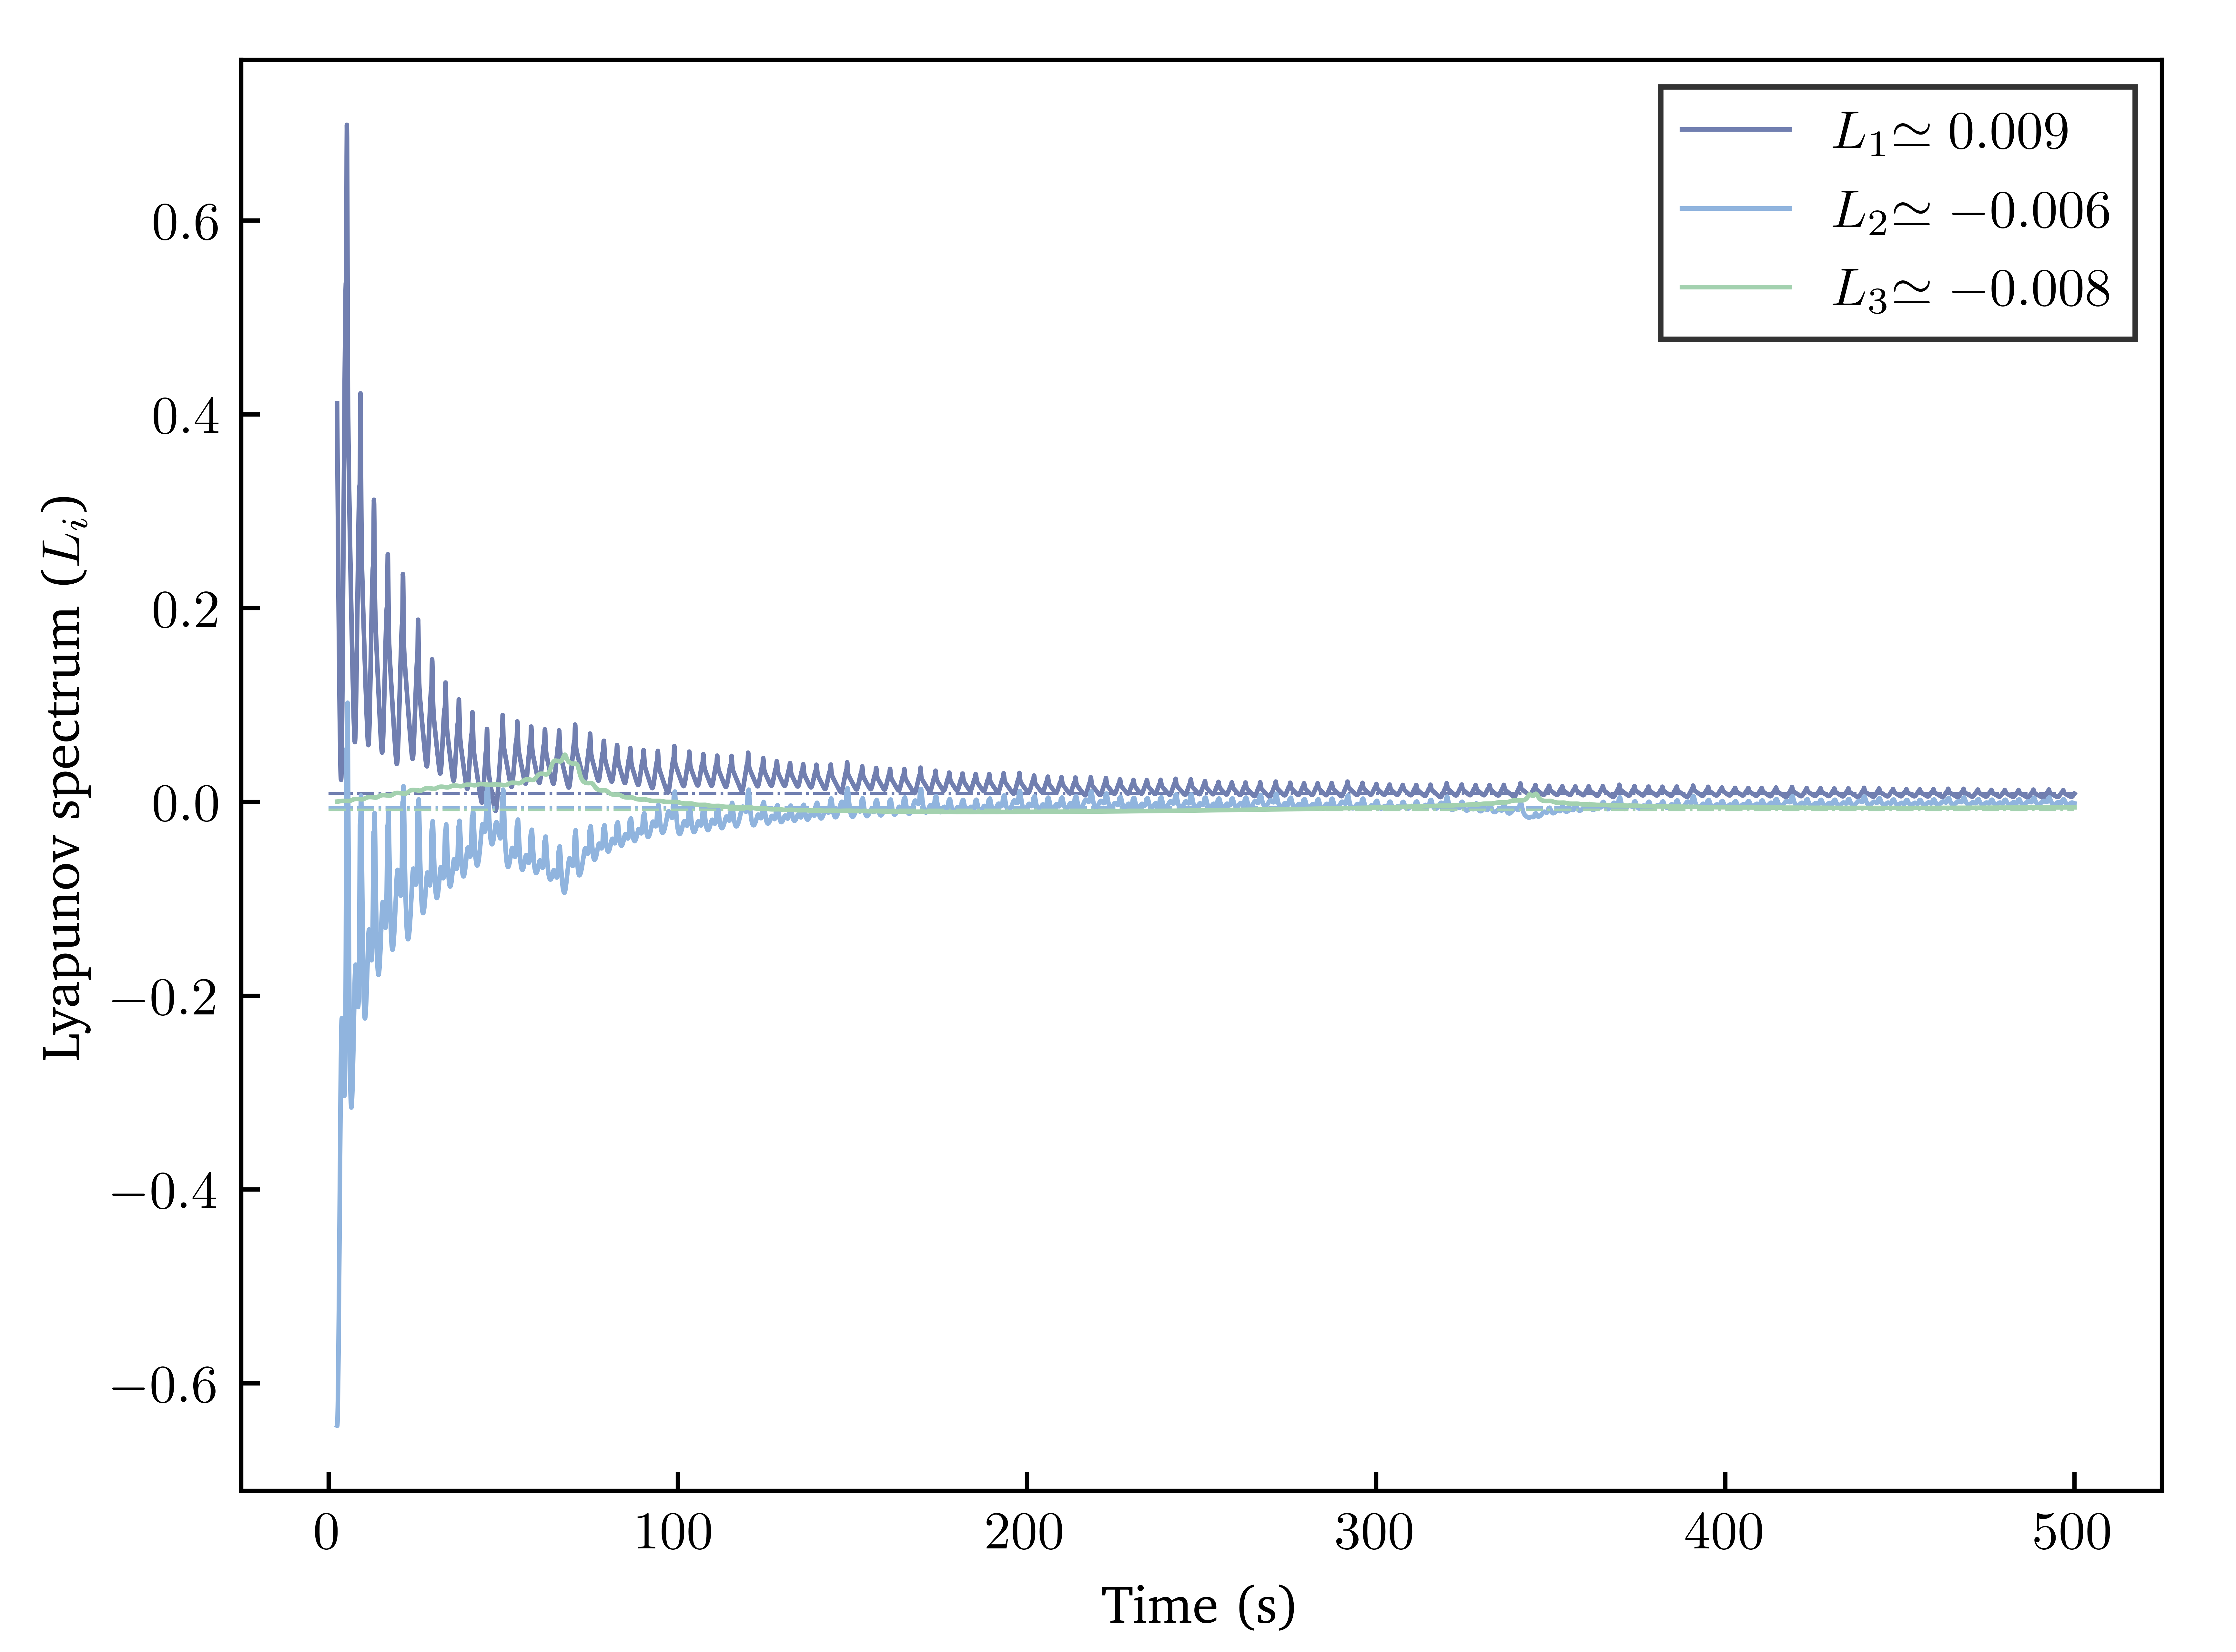 L₁≃ 0.009
L₂≃ −0.006
L₃≃ −0.008
Lyapunov spectrum (Lᵢ)
0.6
0.4
0.2
0.0
−0.2
−0.4
−0.6
0 100 200 300 400 500
Time (s)